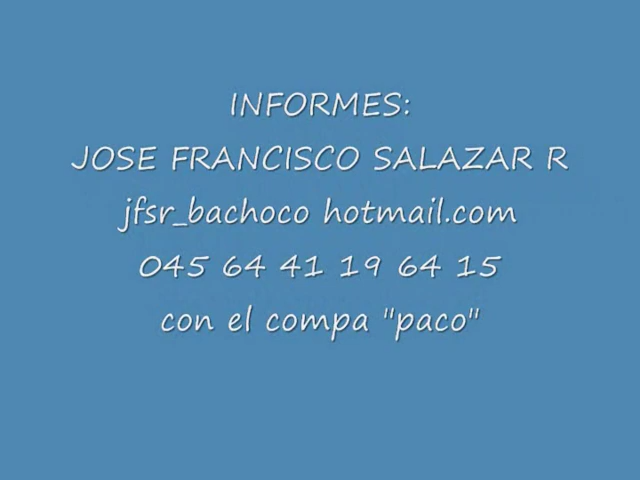 INFORMES:
JOSE FRANCISCO SALAZAR R
jfsr_bachoco hotmail.com
045 64 41 19 64 15
con el compa "paco"